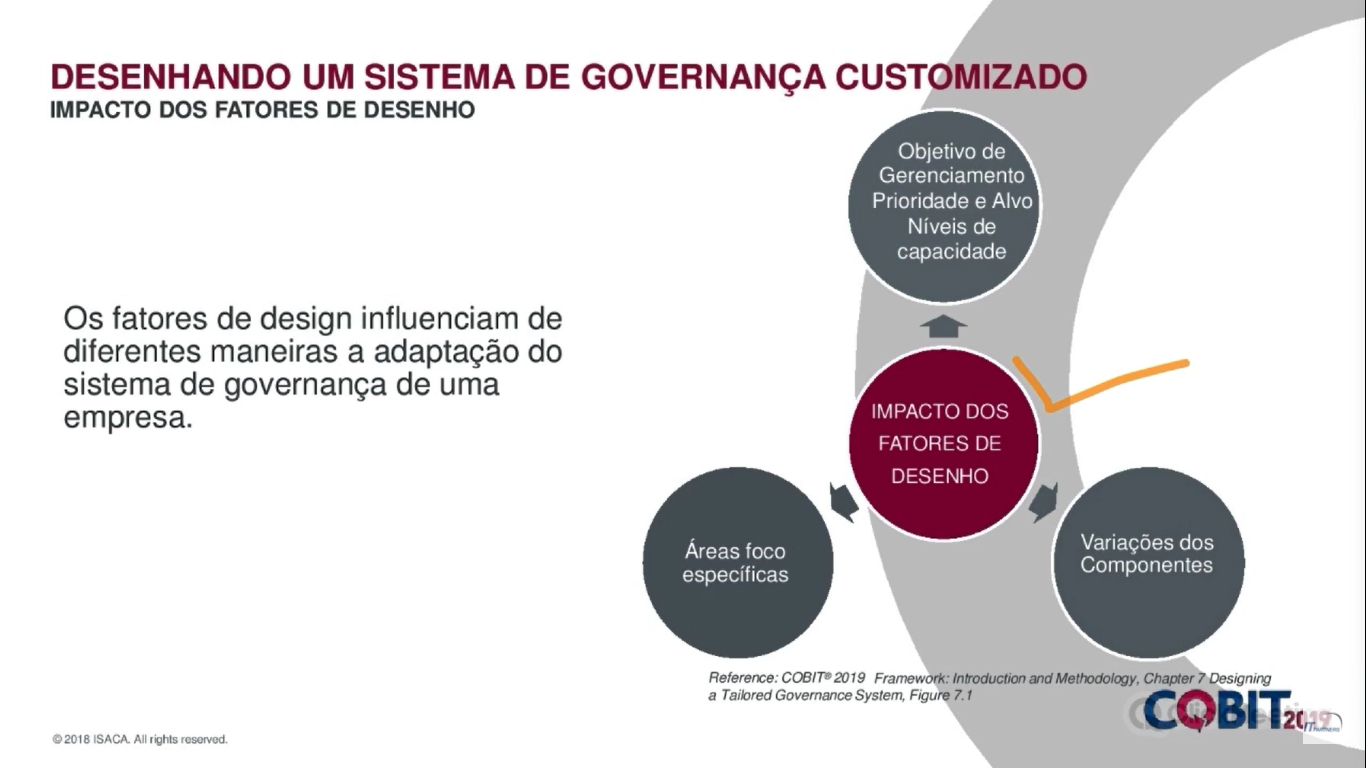 DESENHANDO UM SISTEMA DE GOVERNANÇA CUSTOMIZADO
IMPACTO DOS FATORES DE DESENHO
Objetivo de
Gerenciamento
Prioridade e Alvo
Níveis de
capacidade
Os fatores de design influenciam de
diferentes maneiras a adaptação do
sistema de governança de uma
empresa.
IMPACTO DOS
FATORES DE
DESENHO
Áreas foco
específicas
Variações dos
Componentes
Reference: COBIT® 2019 Framework: Introduction and Methodology, Chapter 7 Designing
a Tailored Governance System, Figure 7.1
COBIT 2019
© 2018 ISACA. All rights reserved.